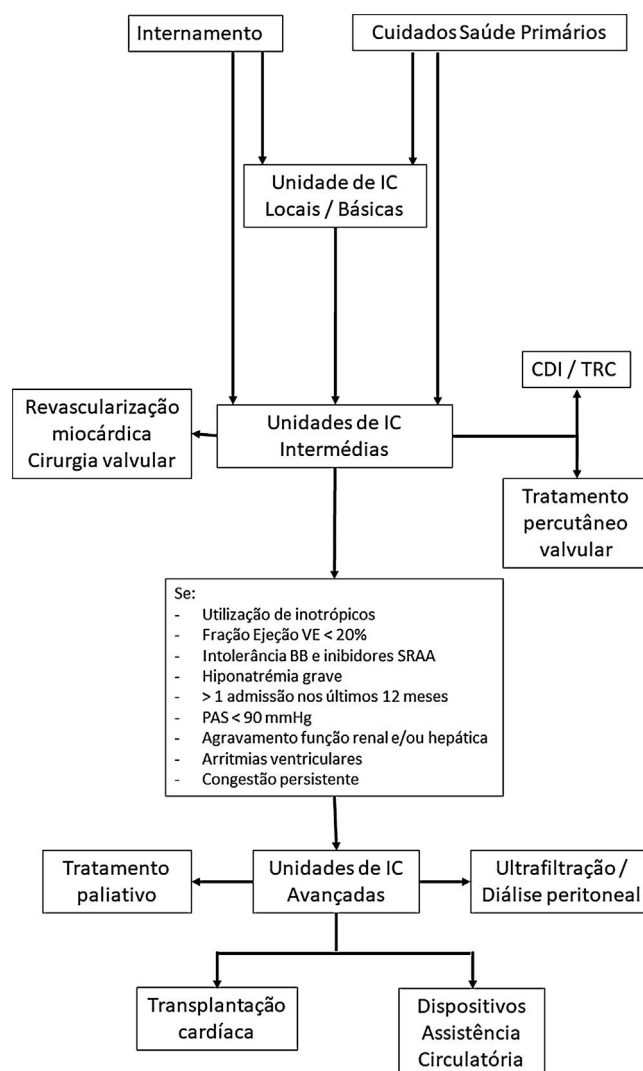 Internamento
Cuidados Saúde Primários
Unidade de IC
Locais / Básicas
CDI / TRC
Revascularização
miocárdica
Cirurgia valvular
Unidades de IC
Intermédias
Tratamento
percutâneo
valvular
Se:
- Utilização de inotrópicos
- Fração Ejeção VE < 20%
- Intolerância BB e inibidores SRAA
- Hiponatrémia grave
- > 1 admissão nos últimos 12 meses
- PAS < 90 mmHg
- Agravamento função renal e/ou hepática
- Arritmias ventriculares
- Congestão persistente
Tratamento
paliativo
Unidades de IC
Avançadas
Ultrafiltração /
Diálise peritoneal
Transplantação
cardíaca
Dispositivos
Assistência
Circulatória